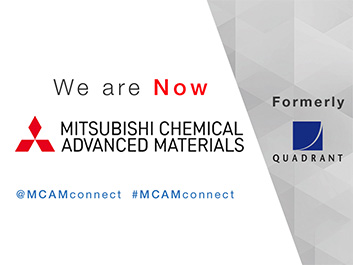 We are Now
MITSUBISHI CHEMICAL
ADVANCED MATERIALS
@MCAMconnect #MCAMconnect
Formerly
QUADRANT